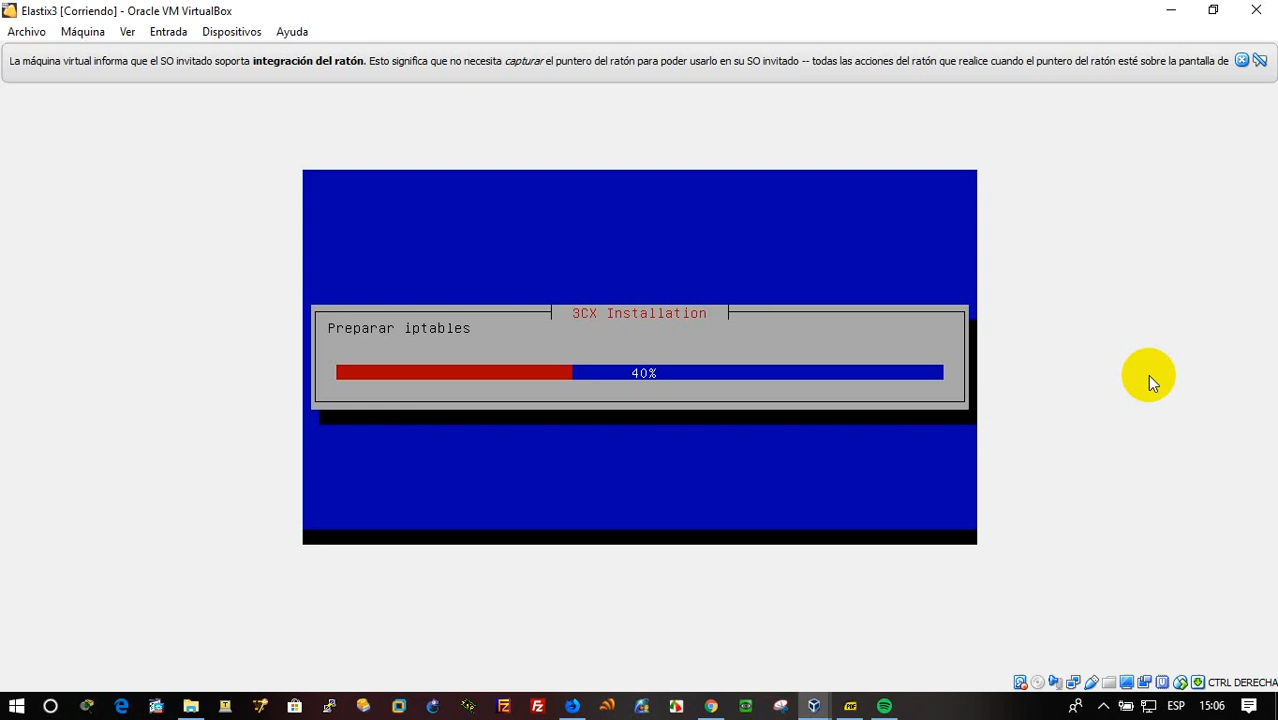 Elastix3 [Corriendo] - Oracle VM VirtualBox
Archivo Máquina Ver Entrada Dispositivos Ayuda
La máquina virtual informa que el SO invitado soporta integración del ratón. Esto significa que no necesita capturar el puntero del ratón para poder usarlo en su SO invitado -- todas las acciones del ratón que realice cuando el puntero del ratón esté sobre la pantalla de
3CX Installation
Preparar iptables
40%
CTRL DERECHA
ESP 15:06